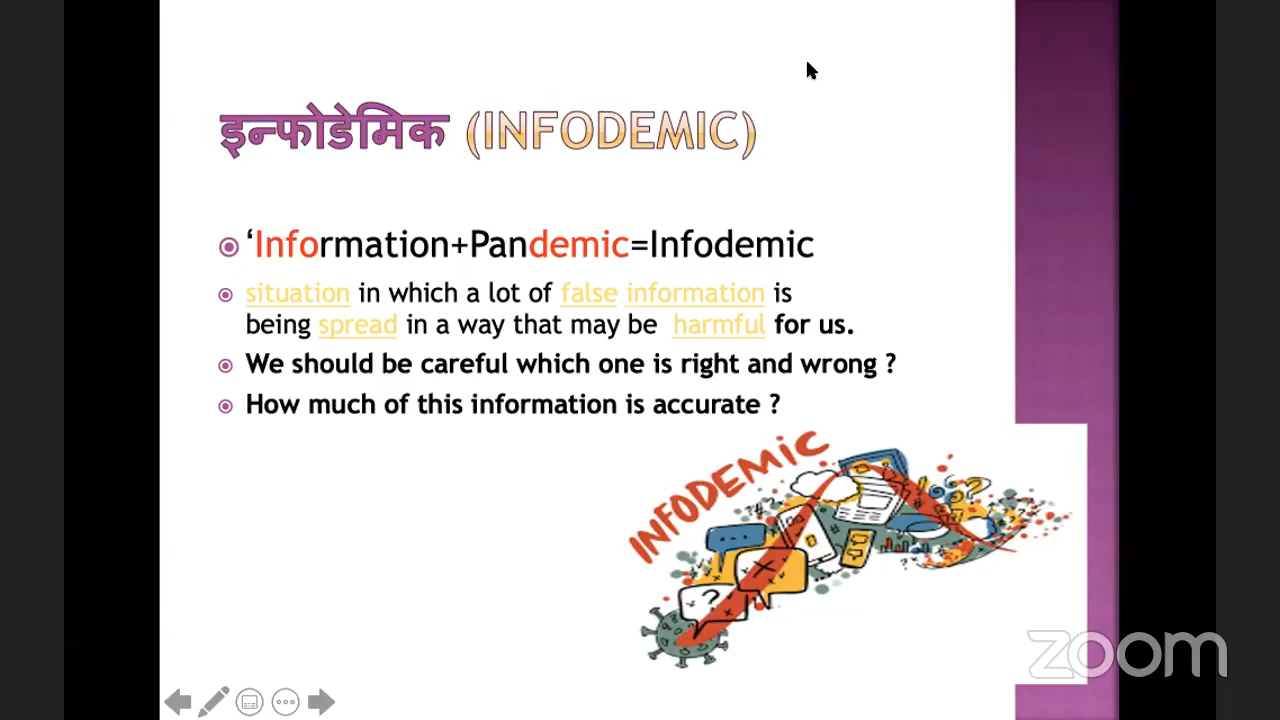 इन्फोडेमिक (INFODEMIC)
‘Information+Pandemic=Infodemic
situation in which a lot of false information is
being spread in a way that may be harmful for us.
We should be careful which one is right and wrong ?
How much of this information is accurate ?
INFODEMIC
zoom